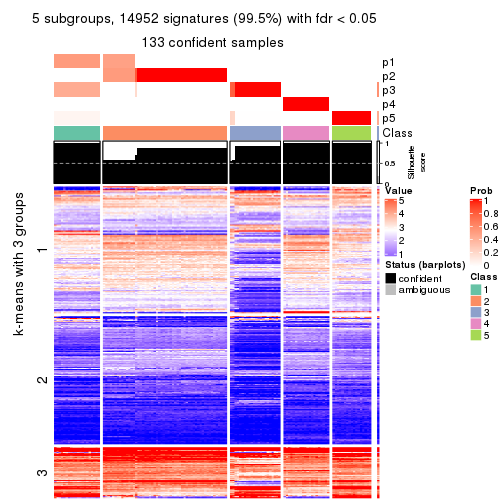 5 subgroups, 14952 signatures (99.5%) with fdr < 0.05
133 confident samples
p1
p2
p3
p4
p5
Class
1
0.5
0
Silhouette
score
k-means with 3 groups
1
2
3
Value
5
4
3
2
1
Status (barplots)
confident
ambiguous
Prob
1
0.8
0.6
0.4
0.2
0
Class
1
2
3
4
5